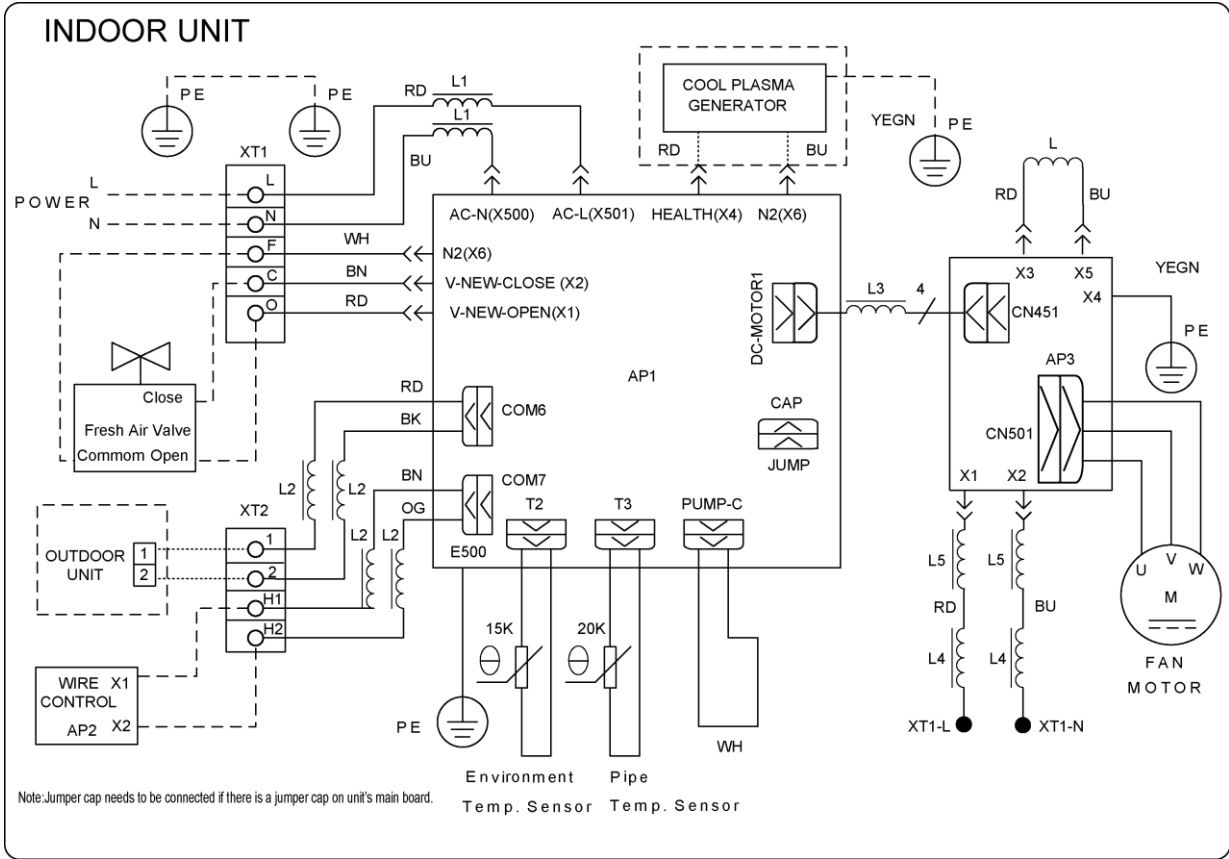 INDOOR UNIT
PE
PE
XT1
L
POWER
N
L
N
F
C
O
RD
L1
L1
BU
COOL PLASMA
GENERATOR
RD
BU
YEGN
PE
AC-N(X500)
AC-L(X501)
HEALTH(X4)
N2(X6)
WH
N2(X6)
BN
V-NEW-CLOSE (X2)
RD
V-NEW-OPEN(X1)
DC-MOTOR1
L3
4
L
RD
BU
X3
X5
X4
YEGN
PE
CN451
AP3
CN501
X1
X2
AP1
CAP
JUMP
Close
Fresh Air Valve
Commom Open
RD
COM6
BK
BN
COM7
OG
L2
L2
L2
L2
E500
T2
T3
PUMP-C
OUTDOOR
UNIT
1
2
XT2
1
2
H1
H2
WIRE X1
CONTROL
AP2 X2
PE
15K
20K
WH
Environment
Temp. Sensor
Pipe
Temp. Sensor
L5
L5
RD
BU
L4
L4
XT1-L
XT1-N
U
V
W
M
FAN
MOTOR
Note:Jumper cap needs to be connected if there is a jumper cap on unit's main board.